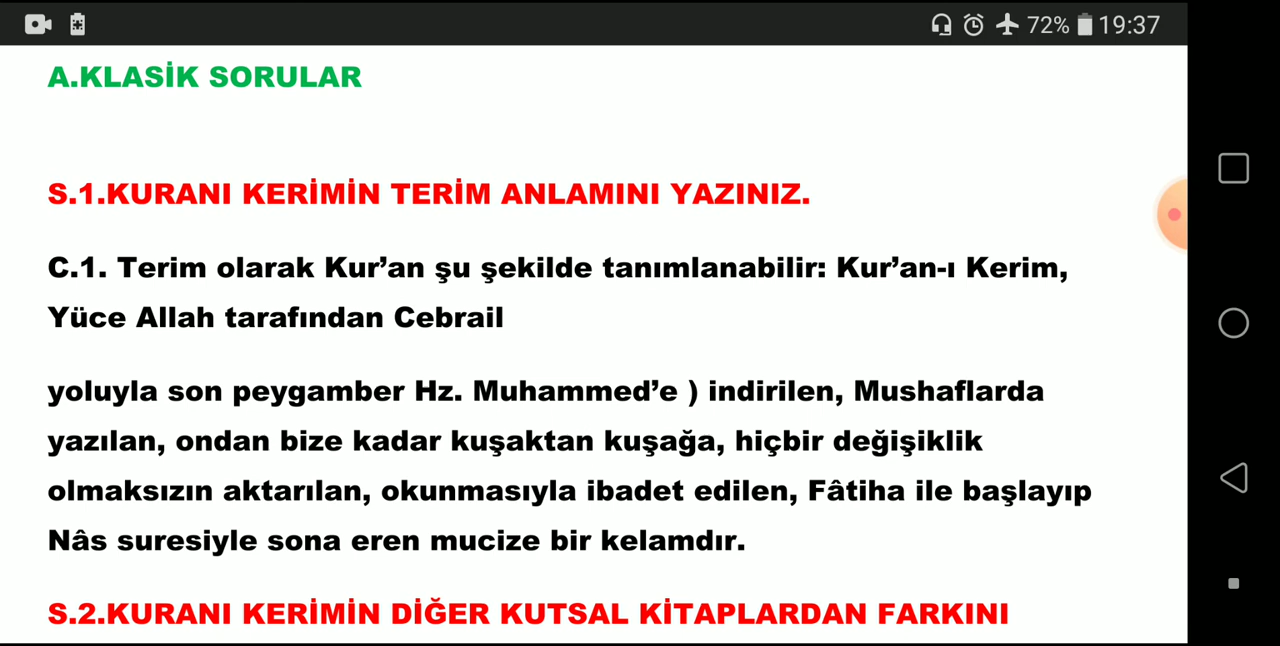 72% 19:37
A.KLASİK SORULAR
S.1.KURANI KERİMİN TERİM ANLAMINI YAZINIZ.
C.1. Terim olarak Kur’an şu şekilde tanımlanabilir: Kur’an-ı Kerim,
Yüce Allah tarafından Cebrail
yoluyla son peygamber Hz. Muhammed’e ) indirilen, Mushaflarda
yazılan, ondan bize kadar kuşaktan kuşağa, hiçbir değişiklik
olmaksızın aktarılan, okunmasıyla ibadet edilen, Fâtiha ile başlayıp
Nâs suresiyle sona eren mucize bir kelamdır.
S.2.KURANI KERİMİN DİĞER KUTSAL KİTAPLARDAN FARKINI